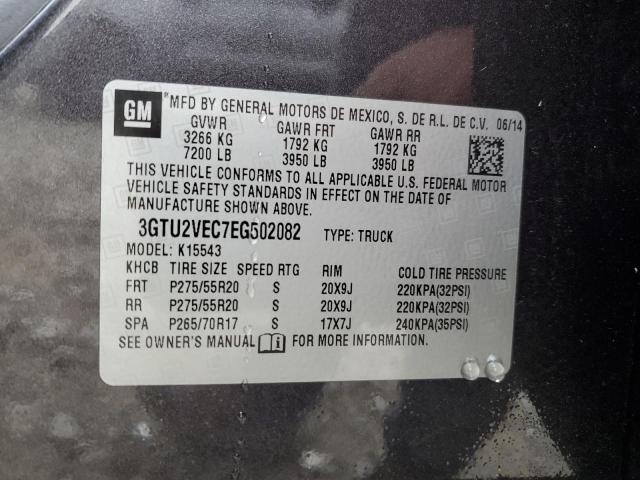 GM
*MFD BY GENERAL MOTORS DE MEXICO, S. DE R.L. DE C.V. 06/14
GVWR GAWR FRT GAWR RR
3266 KG 1792 KG 1792 KG
7200 LB 3950 LB 3950 LB
THIS VEHICLE CONFORMS TO ALL APPLICABLE U.S. FEDERAL MOTOR
VEHICLE SAFETY STANDARDS IN EFFECT ON THE DATE OF
MANUFACTURE SHOWN ABOVE.
3GTU2VEC7EG502082 TYPE: TRUCK
MODEL: K15543
KHCB TIRE SIZE SPEED RTG RIM COLD TIRE PRESSURE
FRT P275/55R20 S 20X9J 220KPA(32PSI)
RR P275/55R20 S 20X9J 220KPA(32PSI)
SPA P265/70R17 S 17X7J 240KPA(35PSI)
SEE OWNER'S MANUAL FOR MORE INFORMATION.